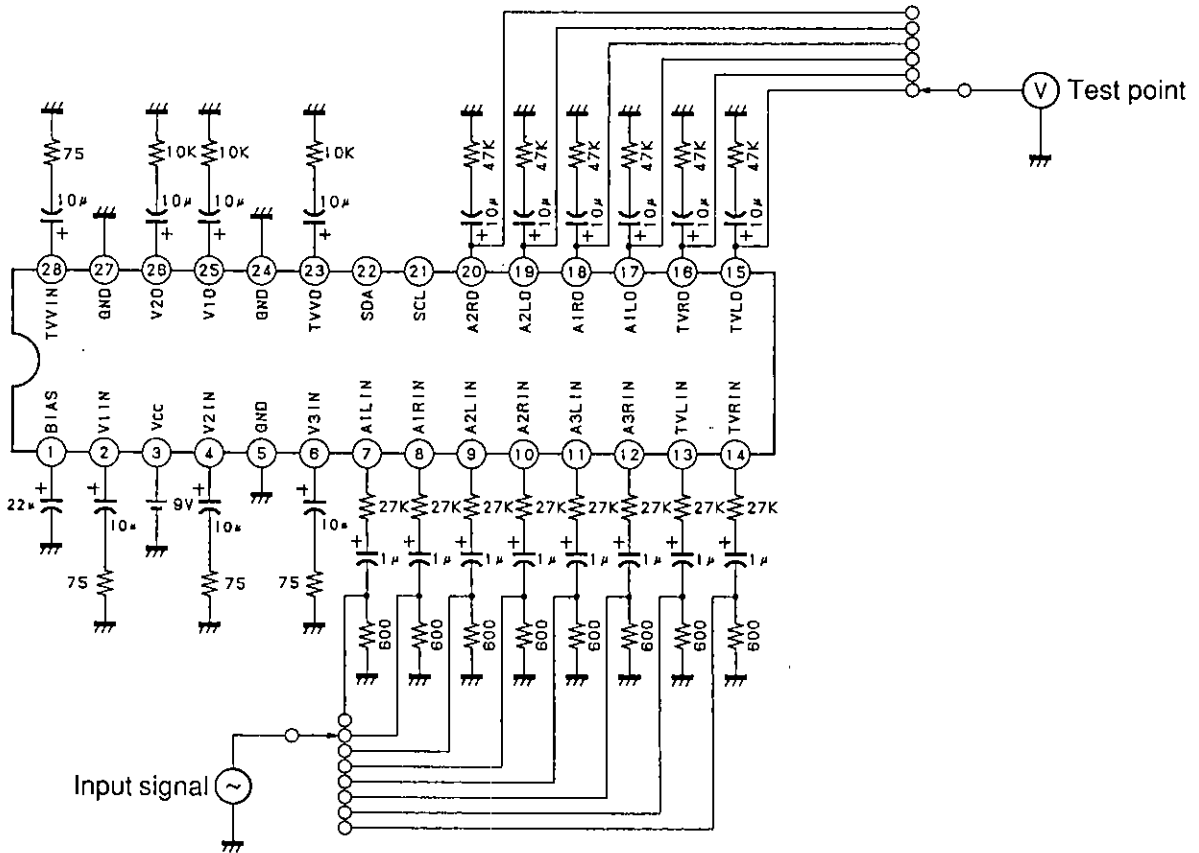 V Test point
75 10K 10K 10K 47K 47K 47K 47K 47K 47K
10μ 10μ 10μ 10μ 10μ 10μ 10μ 10μ 10μ 10μ
+ + + + + + + + + +
28 27 26 25 24 23 22 21 20 19 18 17 16 15
TVVIN GND V2O V1O GND TVVO SDA SCL A2RO A2LO A1RO A1LO TVRO TVLO
BIAS V1IN VCC V2IN GND V3IN A1LIN A1RIN A2LIN A2RIN A3LIN A3RIN TVLIN TVRIN
1 2 3 4 5 6 7 8 9 10 11 12 13 14
+ + + +
27K 27K 27K 27K 27K 27K 27K 27K
22μ 10μ 9V 10μ 10μ
+ + + + + + + +
1μ 1μ 1μ 1μ 1μ 1μ 1μ 1μ
75 75 75
600 600 600 600 600 600 600 600
Input signal ~